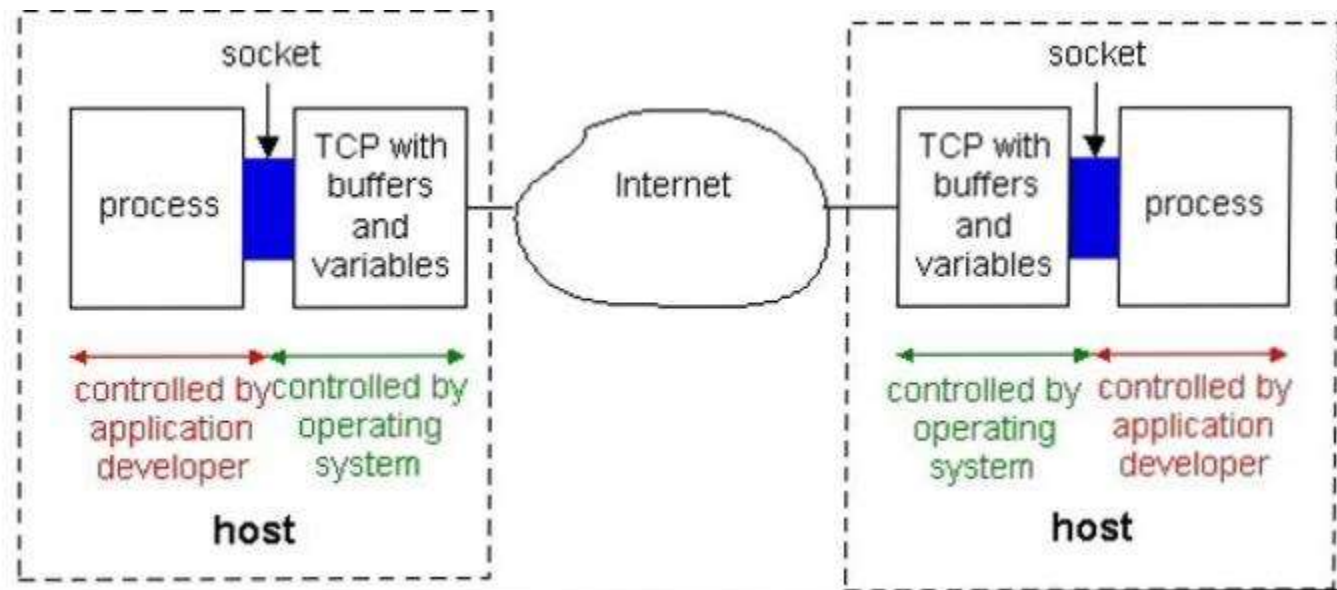 socket
process
TCP with
buffers
and
variables
controlled by
application
developer
controlled by
operating
system
host
Internet
socket
TCP with
buffers
and
variables
process
controlled by
operating
system
controlled by
application
developer
host